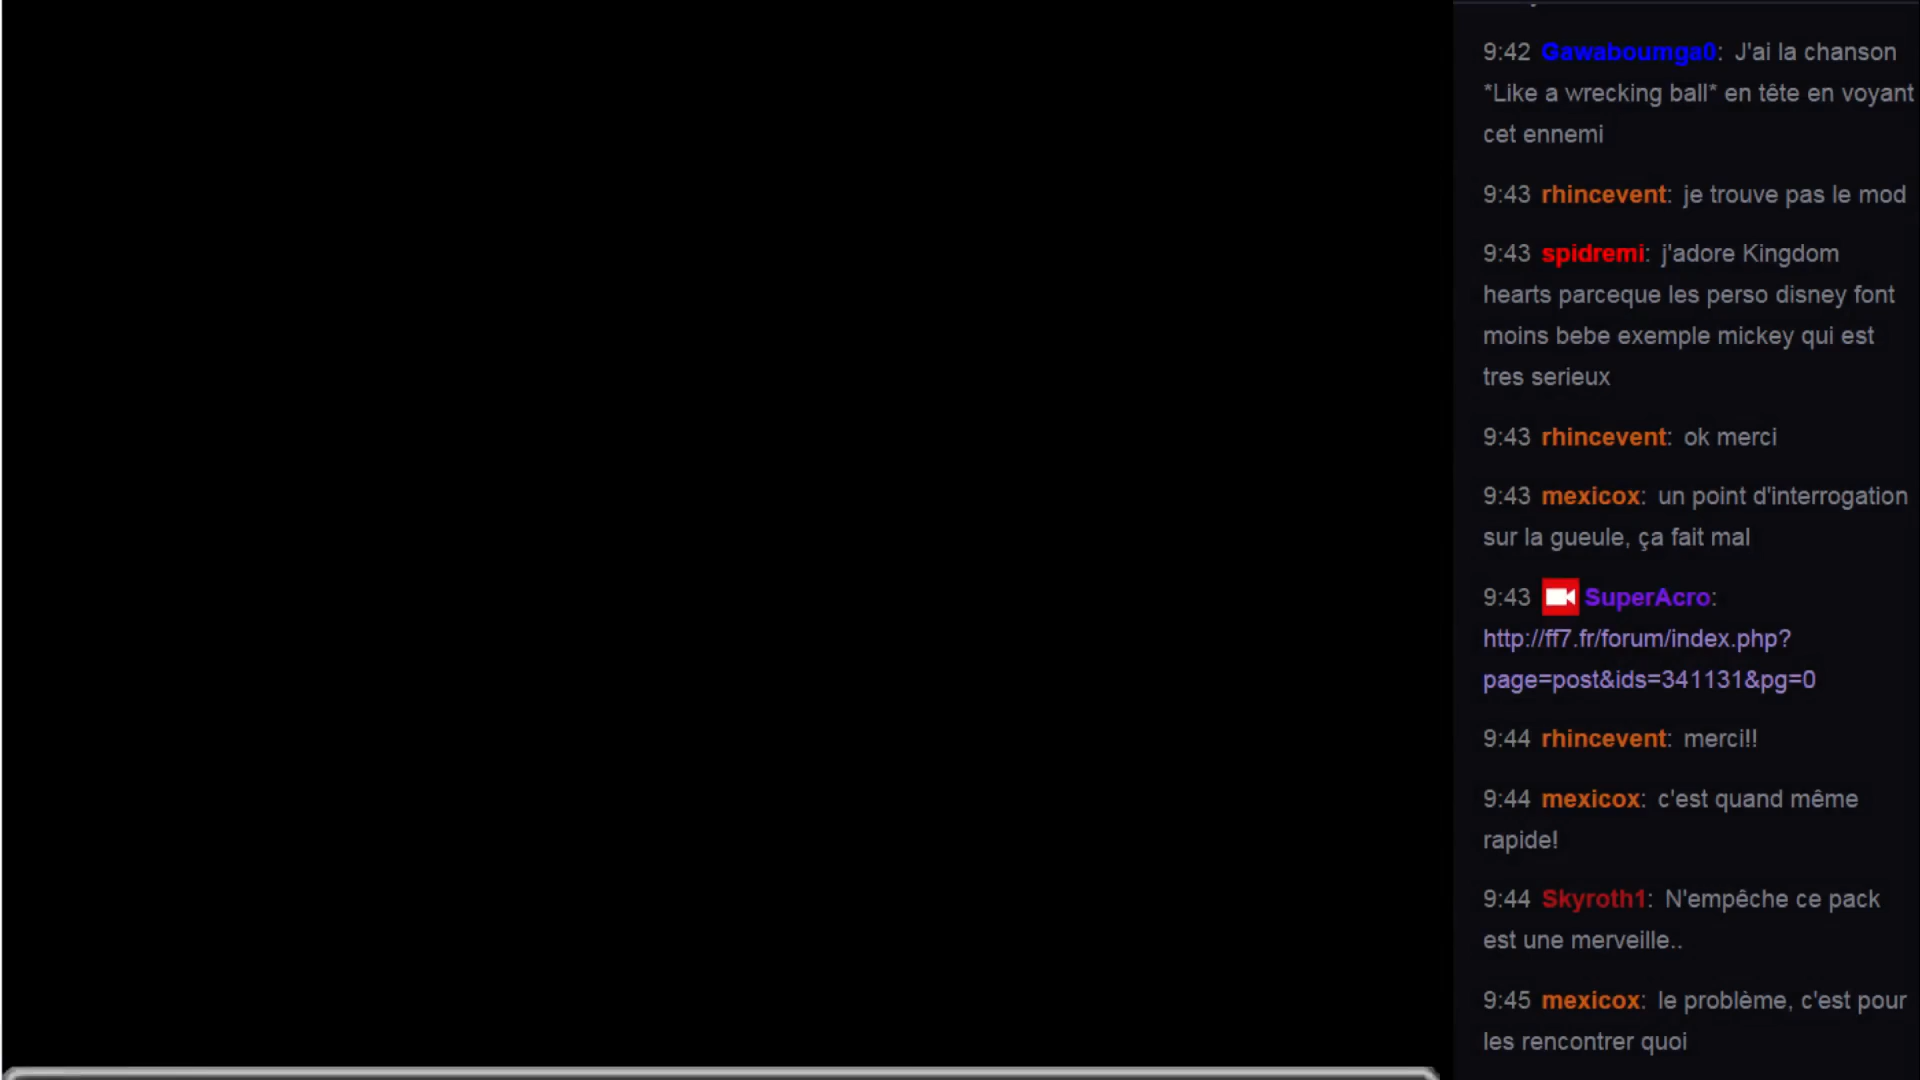 9:42 Gawaboumga0: J'ai la chanson
*Like a wrecking ball* en tête en voyant
cet ennemi
9:43 rhincevent: je trouve pas le mod
9:43 spidremi: j'adore Kingdom
hearts parceque les perso disney font
moins bebe exemple mickey qui est
tres serieux
9:43 rhincevent: ok merci
9:43 mexicox: un point d'interrogation
sur la gueule, ça fait mal
9:43 SuperAcro:
http://ff7.fr/forum/index.php?
page=post&ids=341131&pg=0
9:44 rhincevent: merci!!
9:44 mexicox: c'est quand même
rapide!
9:44 Skyroth1: N'empêche ce pack
est une merveille..
9:45 mexicox: le problème, c'est pour
les rencontrer quoi